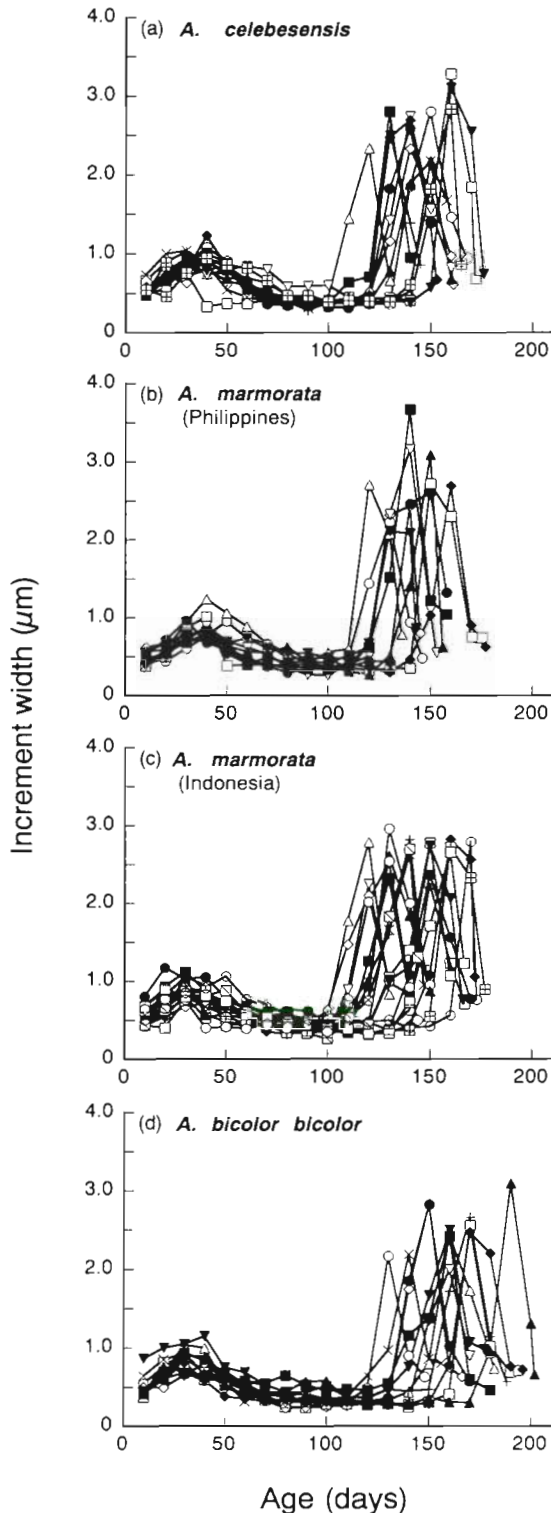 Increment width (µm)
(a) A. celebesensis
4.0
3.0
2.0
1.0
0
0 50 100 150 200
(b) A. marmorata
(Philippines)
4.0
3.0
2.0
1.0
0
0 50 100 150 200
(c) A. marmorata
(Indonesia)
4.0
3.0
2.0
1.0
0
0 50 100 150 200
(d) A. bicolor bicolor
4.0
3.0
2.0
1.0
0
0 50 100 150 200
Age (days)